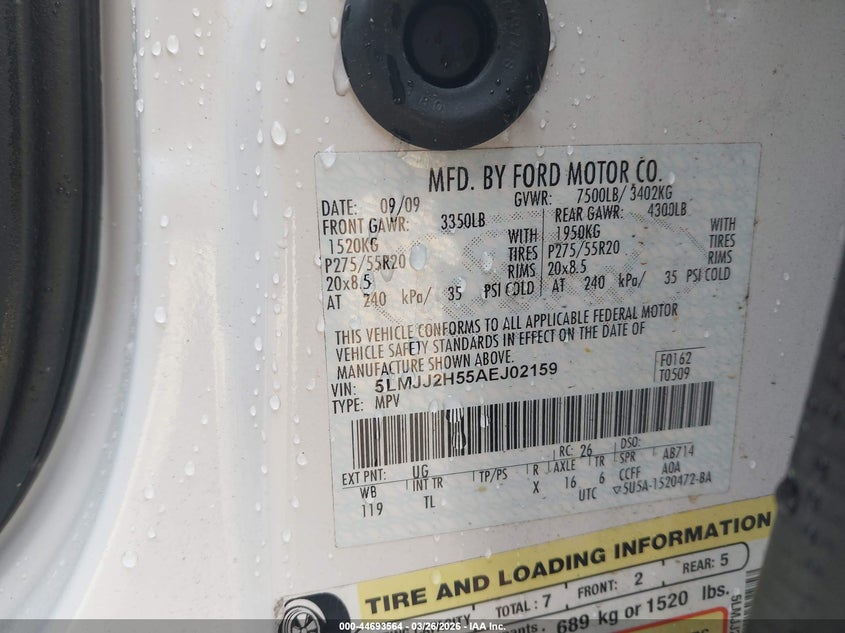 MFD. BY FORD MOTOR CO.
DATE: 09/09 GVWR: 7500LB/ 3402KG
FRONT GAWR: 3350LB REAR GAWR: 4300LB
1520KG WITH 1950KG WITH
P275/55R20 TIRES P275/55R20 TIRES
20x8.5 RIMS 20x8.5 RIMS
AT 240 kPa/ 35 PSI COLD AT 240 kPa/ 35 PSI COLD
THIS VEHICLE CONFORMS TO ALL APPLICABLE FEDERAL MOTOR
VEHICLE SAFETY STANDARDS IN EFFECT ON THE DATE OF
MANUFACTURE SHOWN ABOVE.
VIN: 5LMJJ2H55AEJ02159 F0162
TYPE: MPV T0509
EXT PNT: UG RC: 26 DSO:
WB INT TR TP/PS R AXLE TR SPR AB714
119 TL X 16 6 CCFF AOA
UTC ▽5U5A-1520472-BA
TIRE AND LOADING INFORMATION
TOTAL: 7 FRONT: 2 REAR: 5
689 kg or 1520 lbs.
000-44693564 - 03/26/2026 - IAA, Inc.